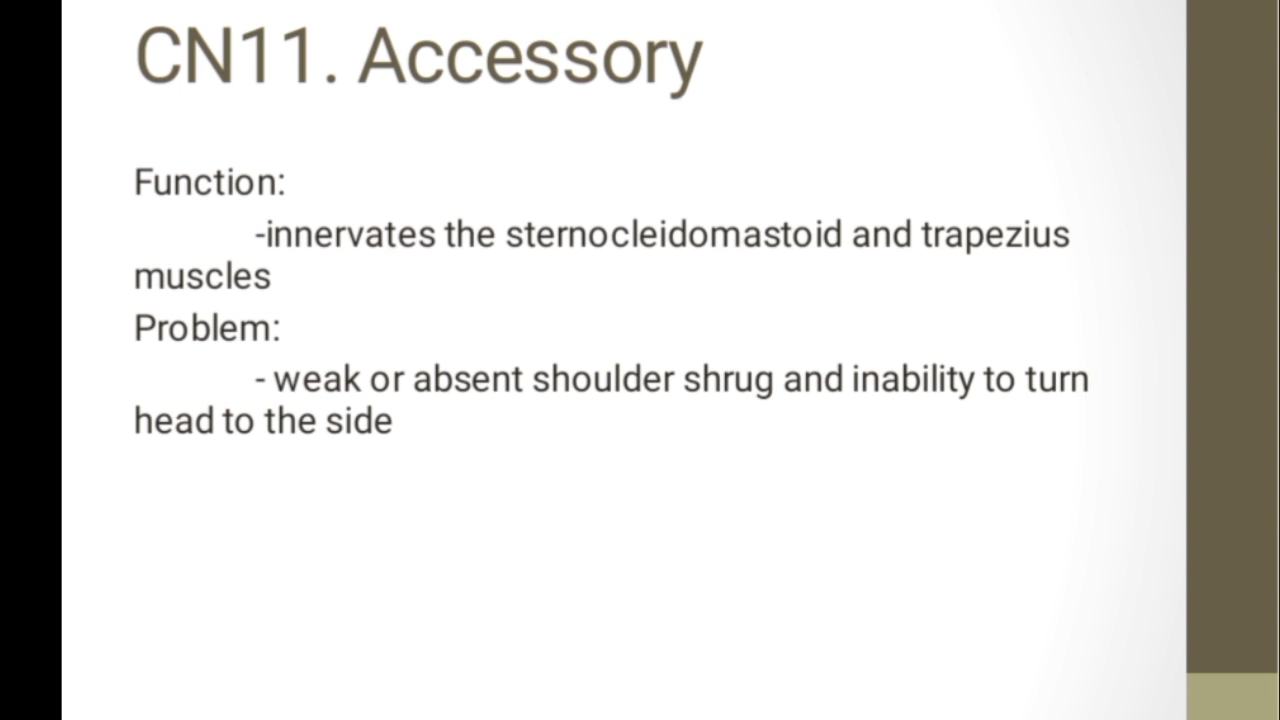 CN11. Accessory
Function:
-innervates the sternocleidomastoid and trapezius
muscles
Problem:
- weak or absent shoulder shrug and inability to turn
head to the side